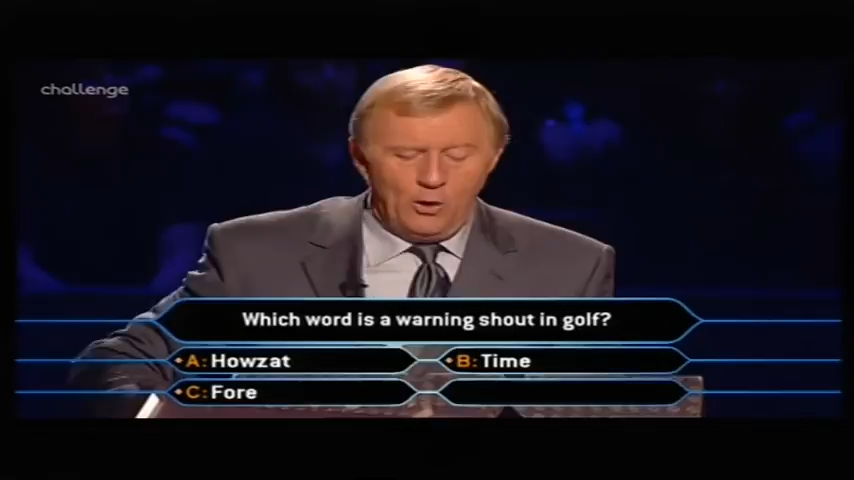 challenge
Which word is a warning shout in golf?
A: Howzat
B: Time
C: Fore